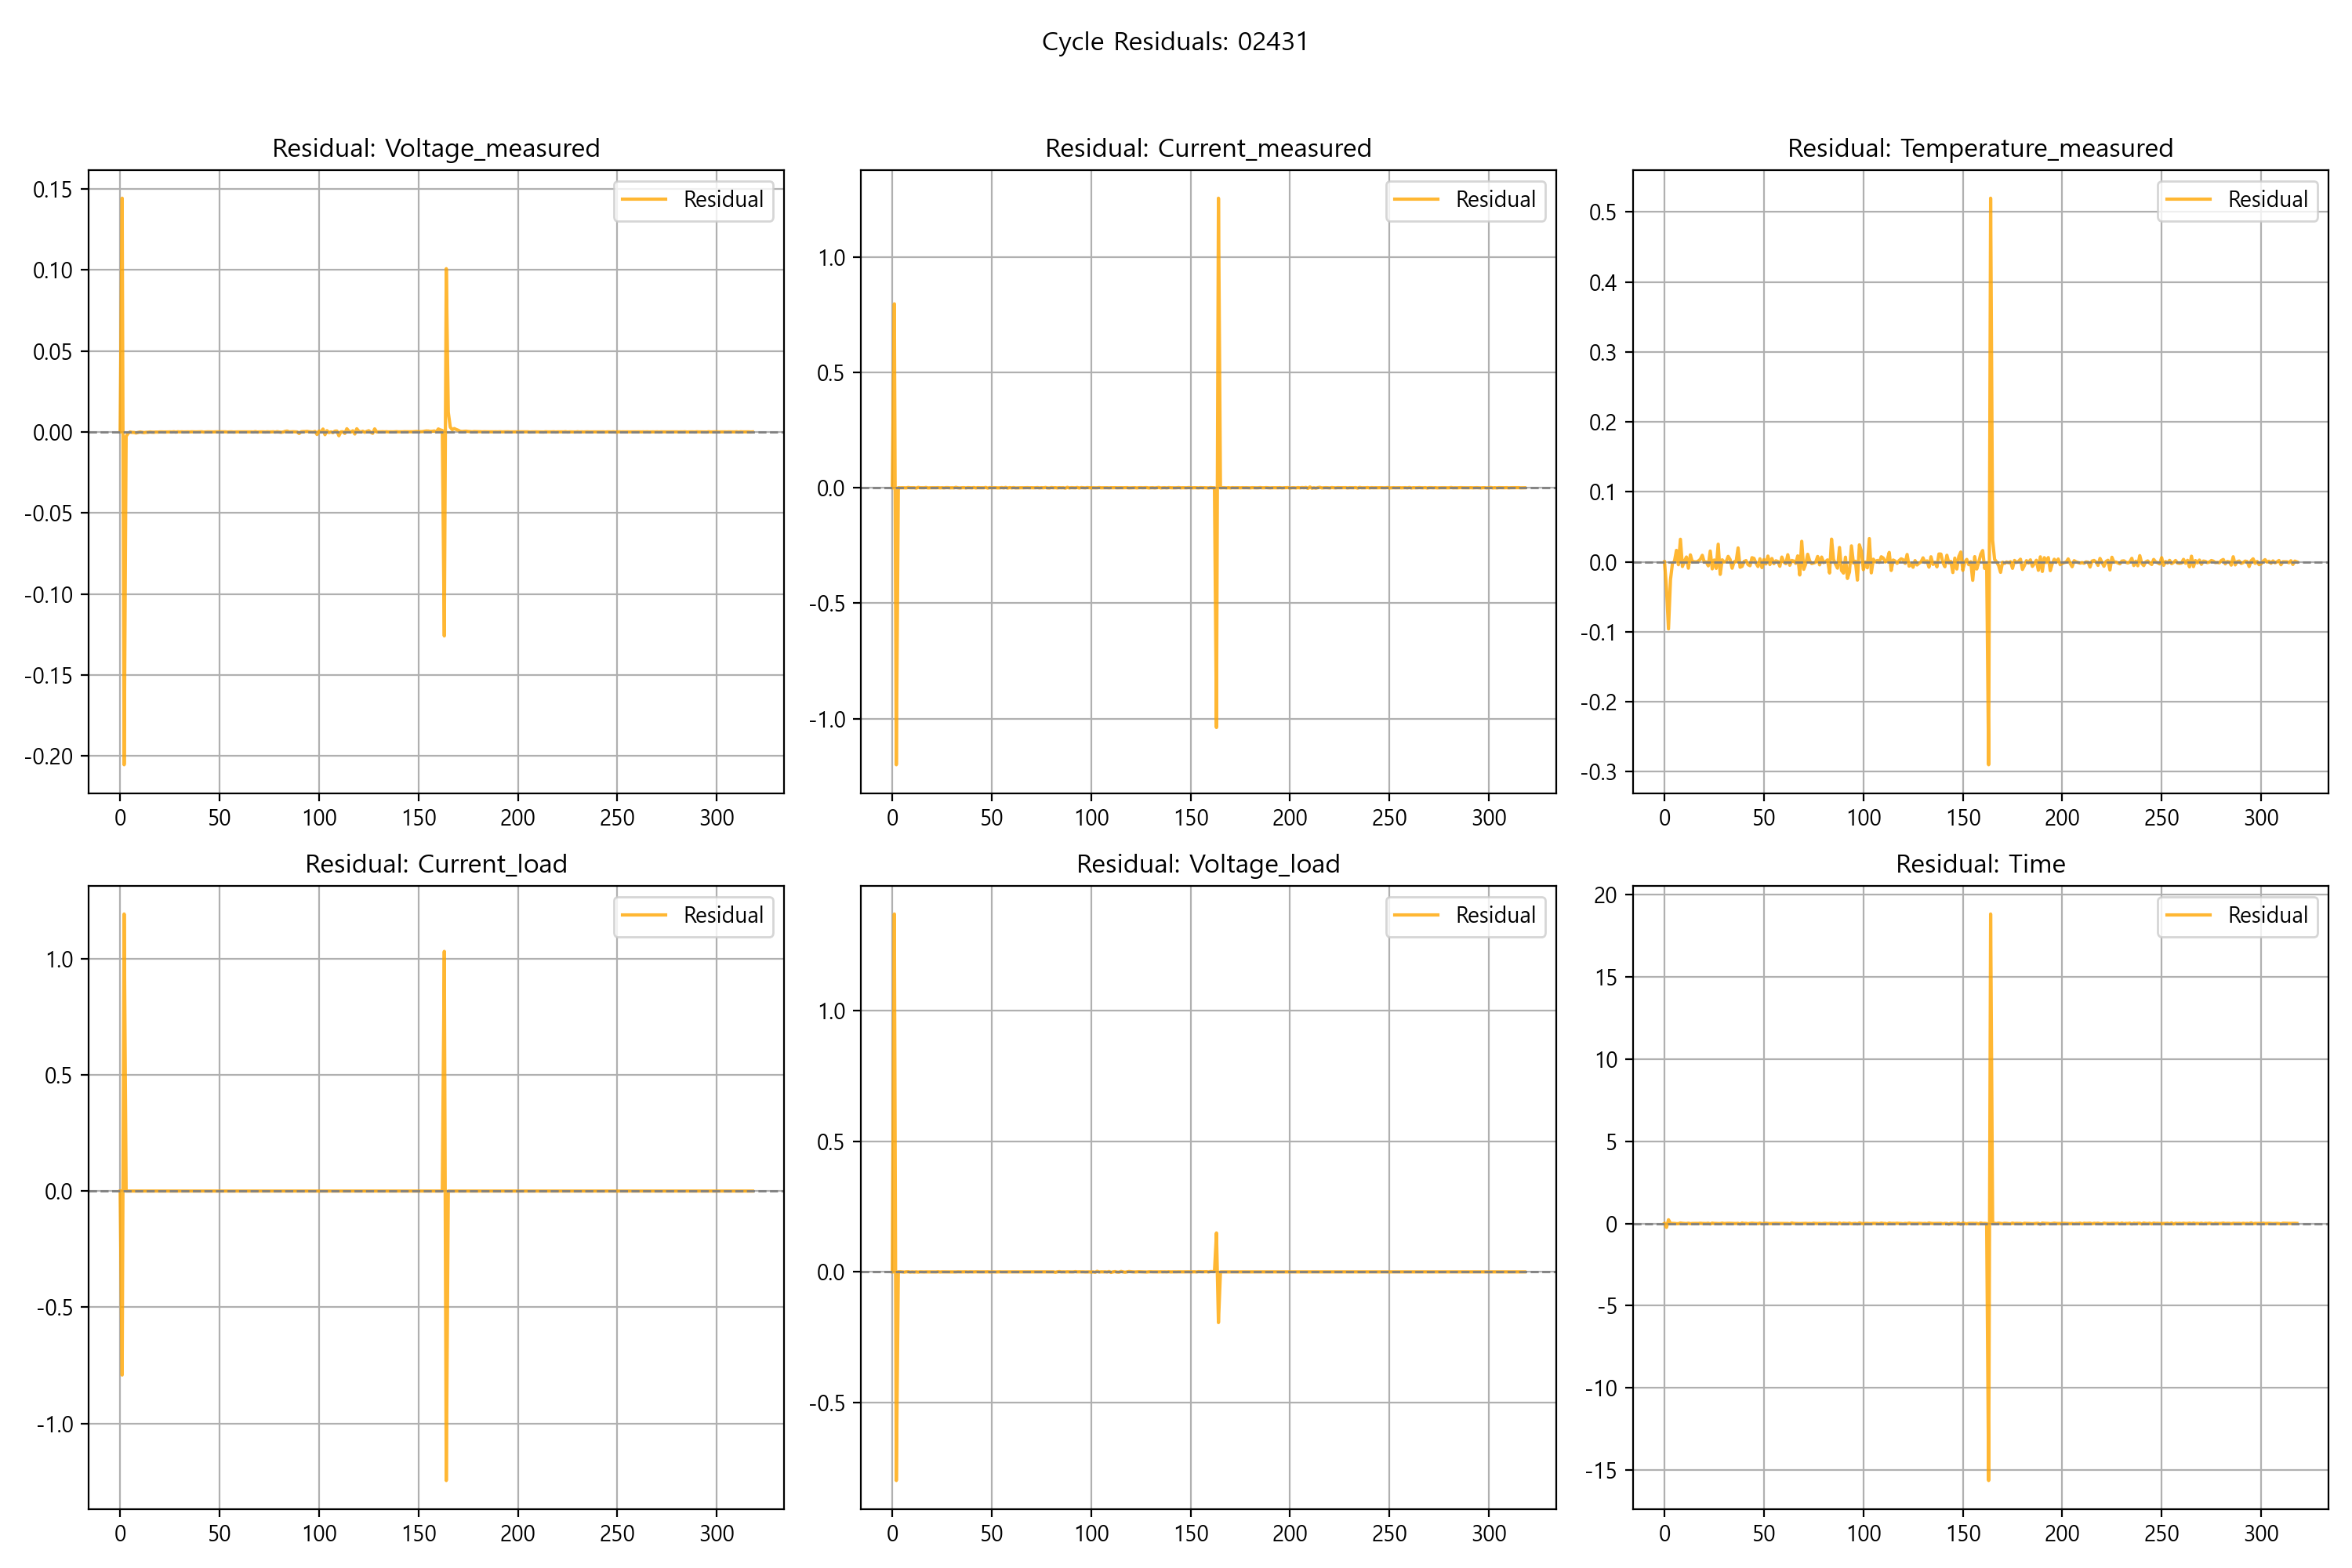 Cycle Residuals: 02431
Residual: Voltage_measured
Residual
0.15
0.10
0.05
0.00
-0.05
-0.10
-0.15
-0.20
0 50 100 150 200 250 300
Residual: Current_measured
Residual
1.0
0.5
0.0
-0.5
-1.0
0 50 100 150 200 250 300
Residual: Temperature_measured
Residual
0.5
0.4
0.3
0.2
0.1
0.0
-0.1
-0.2
-0.3
0 50 100 150 200 250 300
Residual: Current_load
Residual
1.0
0.5
0.0
-0.5
-1.0
0 50 100 150 200 250 300
Residual: Voltage_load
Residual
1.0
0.5
0.0
-0.5
0 50 100 150 200 250 300
Residual: Time
Residual
20
15
10
5
0
-5
-10
-15
0 50 100 150 200 250 300